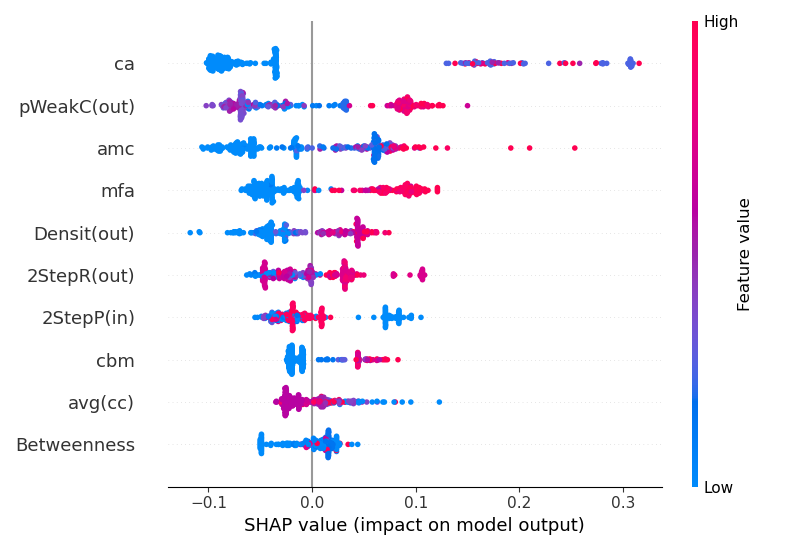 High
ca
pWeakC(out)
amc
mfa
Densit(out)
2StepR(out)
2StepP(in)
cbm
avg(cc)
Betweenness
Feature value
Low
−0.1 0.0 0.1 0.2 0.3
SHAP value (impact on model output)